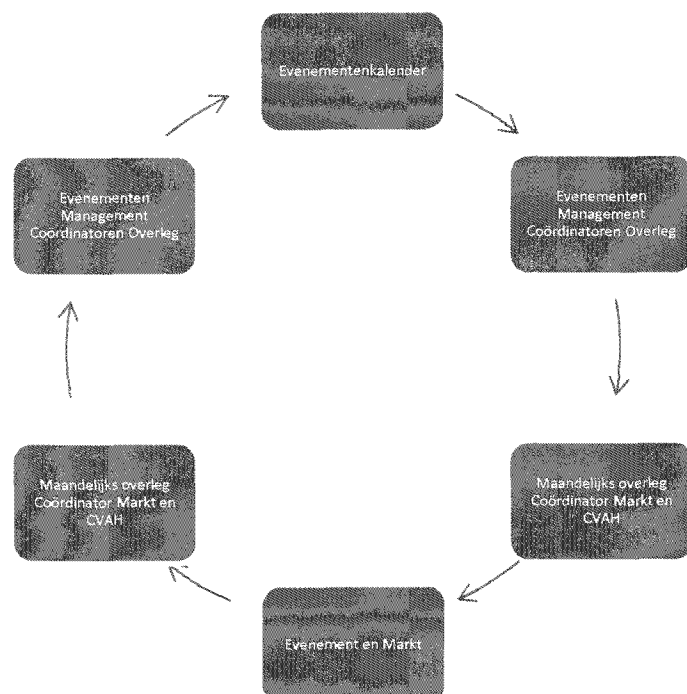 Evenementenkalender
Evenementen
Management
Coördinatoren Overleg
Evenementen
Management
Coördinatoren Overleg
Maandelijks overleg
Coördinator Markt en
CVAH
Maandelijks overleg
Coördinator Markt en
CVAH
Evenement en Markt